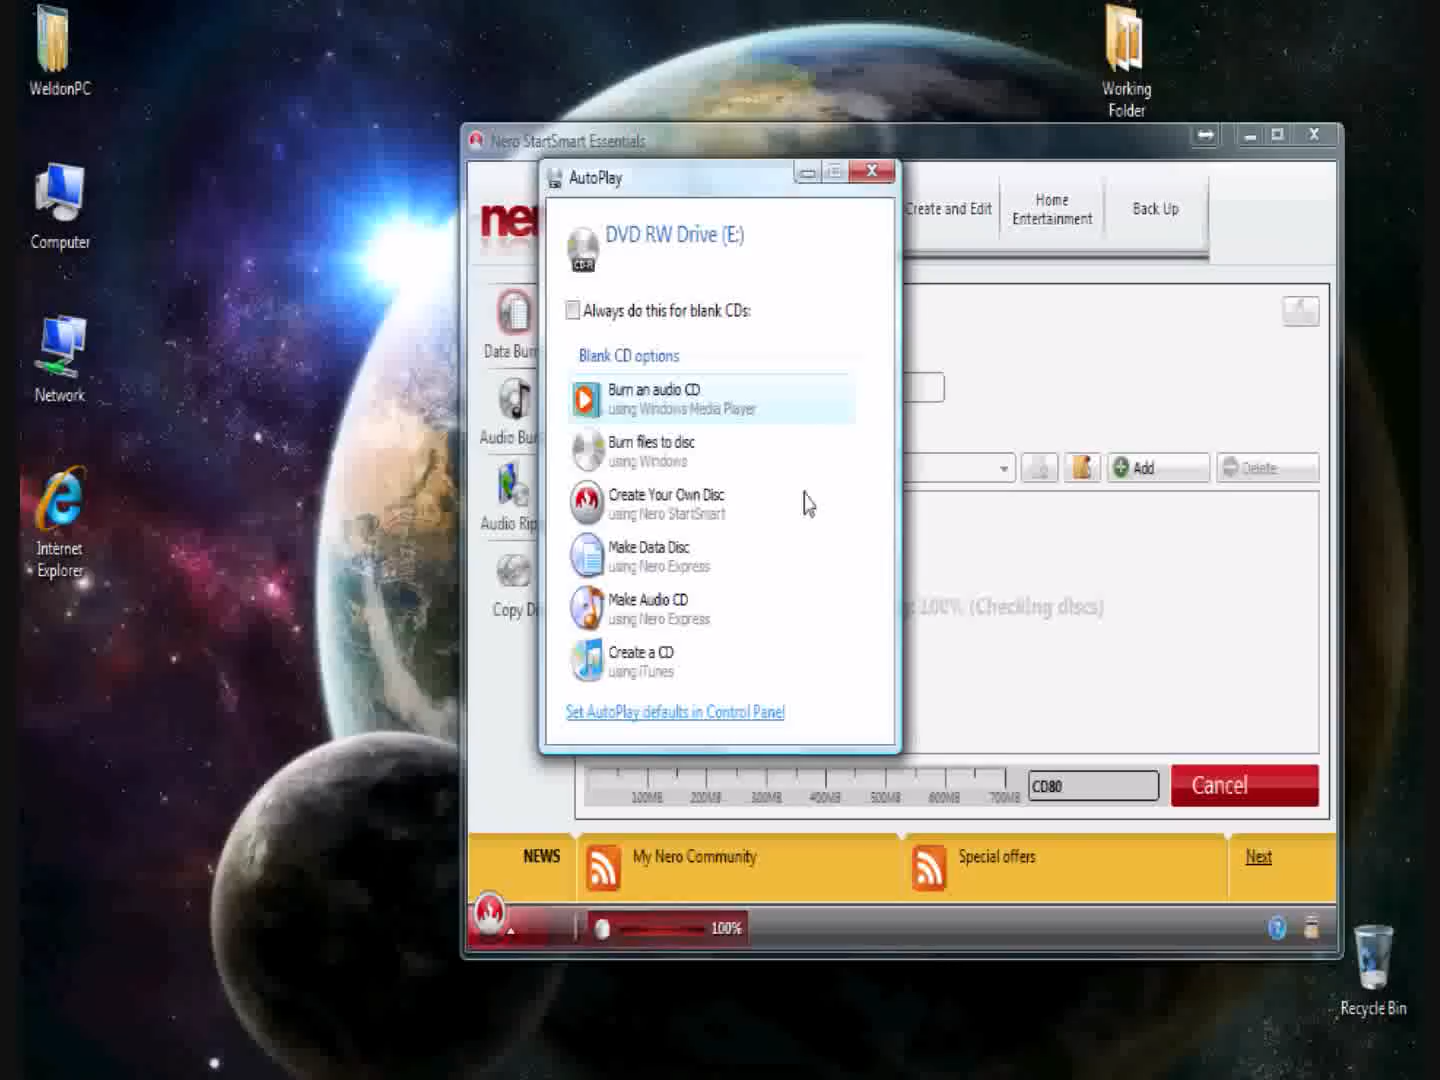 WeldonPC
Computer
Network
Internet
Explorer
Working
Folder
Recycle Bin
Nero StartSmart Essentials
AutoPlay
Create and Edit
Home
Entertainment
Back Up
DVD RW Drive (E:)
CD-R
Always do this for blank CDs:
Blank CD options
Burn an audio CD
using Windows Media Player
Burn files to disc
using Windows
Create Your Own Disc
using Nero StartSmart
Make Data Disc
using Nero Express
Make Audio CD
using Nero Express
Create a CD
using iTunes
Set AutoPlay defaults in Control Panel
ner
Data Burn
Audio Bu
Audio Rip
Copy D
Add
Delete
100% (Checking discs)
100MB 200MB 300MB 400MB 500MB 600MB 700MB
CD80
Cancel
NEWS
My Nero Community
Special offers
Next
100%